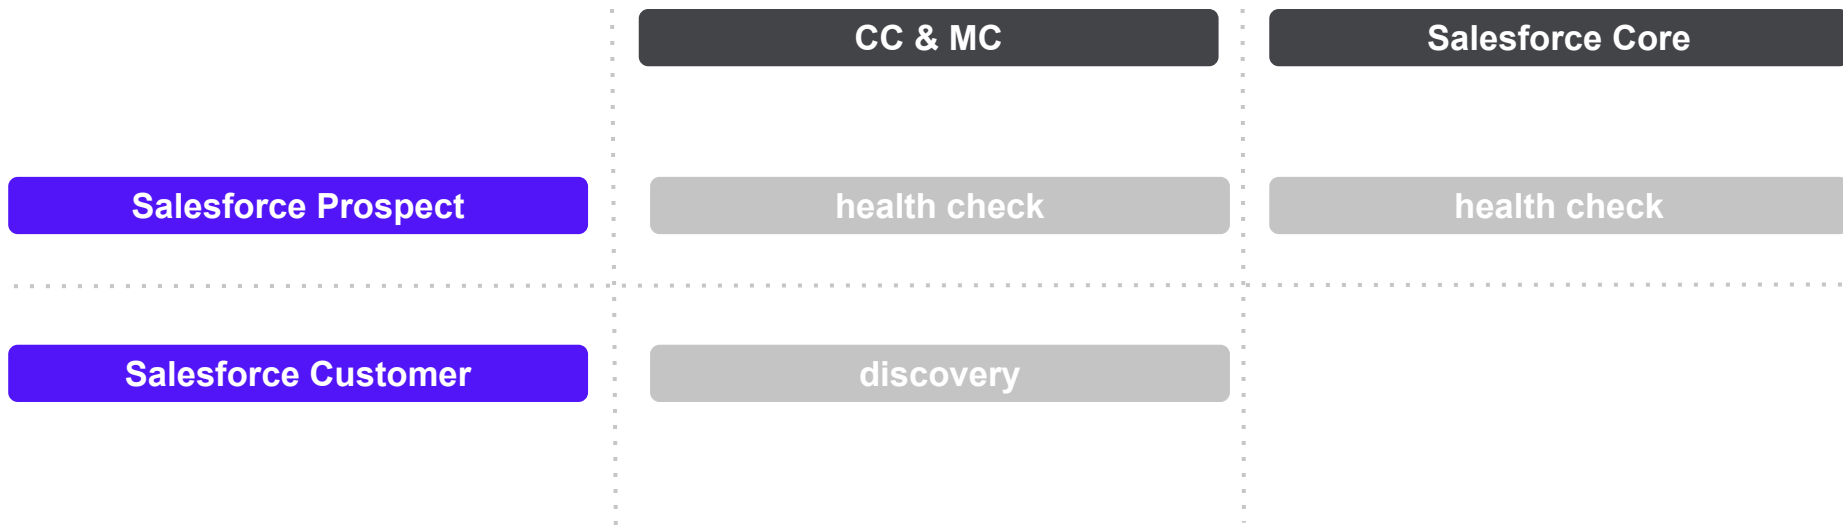 CC & MC
Salesforce Core
Salesforce Prospect
health check
health check
Salesforce Customer
discovery